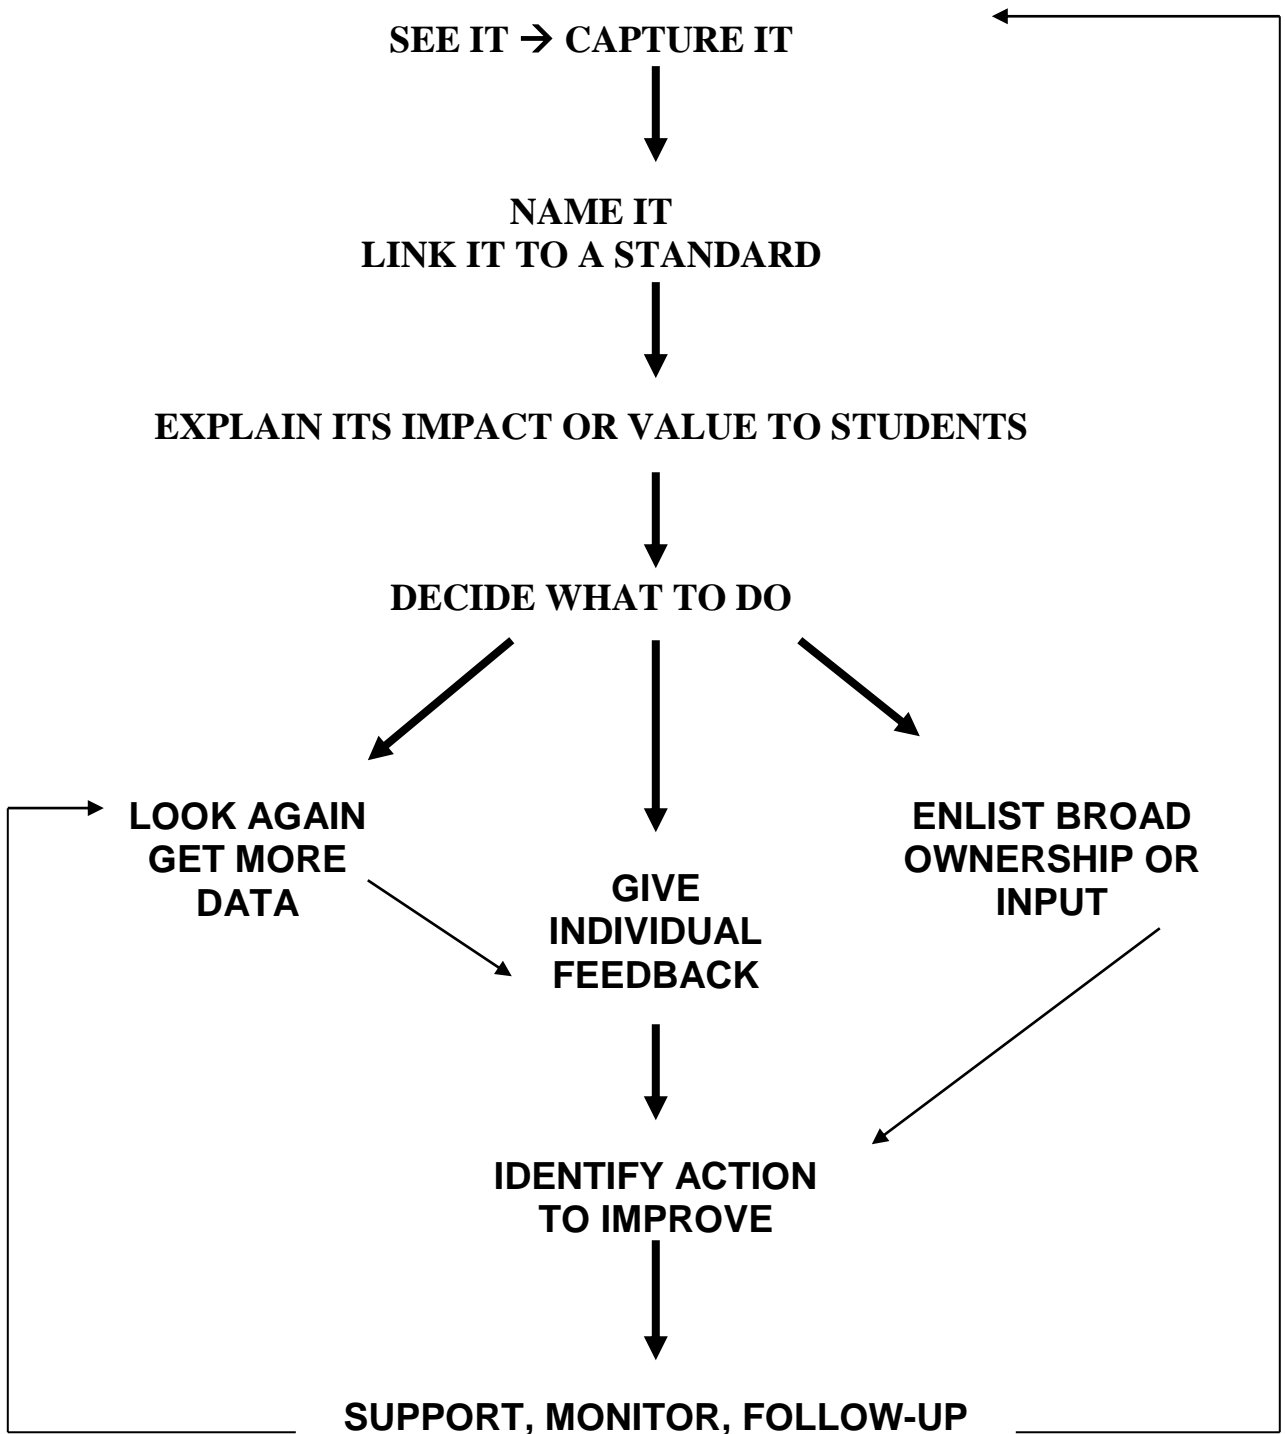 SEE IT → CAPTURE IT
NAME IT
LINK IT TO A STANDARD
EXPLAIN ITS IMPACT OR VALUE TO STUDENTS
DECIDE WHAT TO DO
LOOK AGAIN
GET MORE
DATA
GIVE
INDIVIDUAL
FEEDBACK
ENLIST BROAD
OWNERSHIP OR
INPUT
IDENTIFY ACTION
TO IMPROVE
SUPPORT, MONITOR, FOLLOW-UP